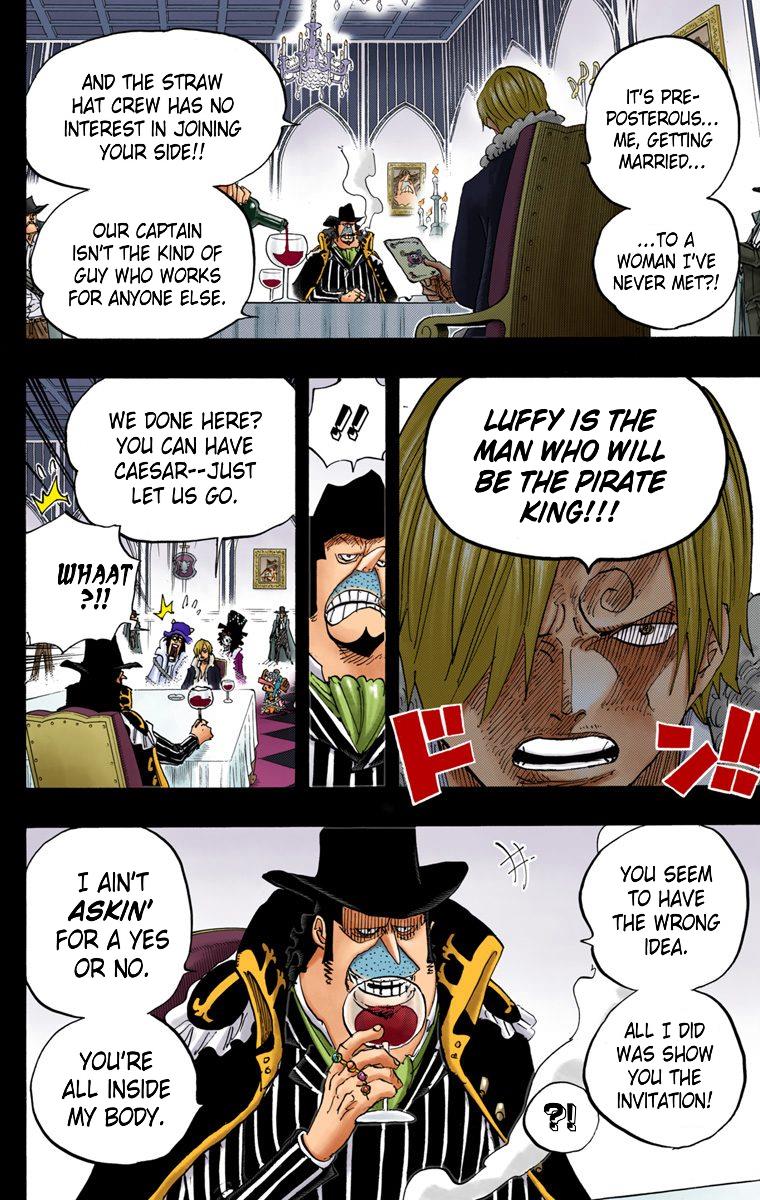 IT'S PRE-
POSTEROUS...
ME, GETTING
MARRIED...
...TO A
WOMAN I'VE
NEVER MET?!
AND THE STRAW
HAT CREW HAS NO
INTEREST IN JOINING
YOUR SIDE!!
OUR CAPTAIN
ISN'T THE KIND OF
GUY WHO WORKS
FOR ANYONE ELSE.
LUFFY IS THE
MAN WHO WILL
BE THE PIRATE
KING!!!
ドン!!
!!
WE DONE HERE?
YOU CAN HAVE
CAESAR--JUST
LET US GO.
WHAAT
?!!
YOU SEEM
TO HAVE
THE WRONG
IDEA.
ALL I DID
WAS SHOW
YOU THE
INVITATION!
?!
I AIN'T
ASKIN'
FOR A YES
OR NO.
YOU'RE
ALL INSIDE
MY BODY.